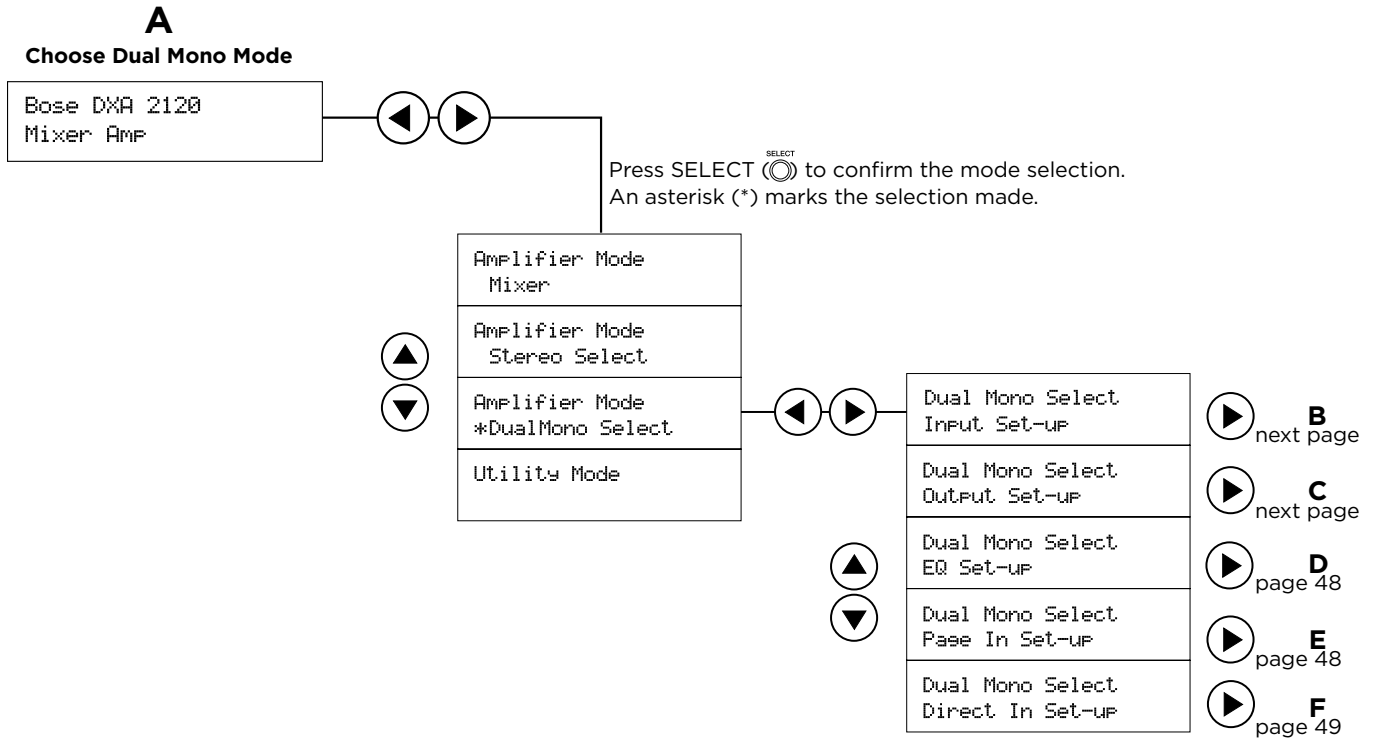 A
Choose Dual Mono Mode
Bose DXA 2120
Mixer Amp
SELECT
Press SELECT () to confirm the mode selection.
An asterisk (*) marks the selection made.
Amplifier Mode
Mixer
Amplifier Mode
Stereo Select
Amplifier Mode
*DualMono Select
Utility Mode
Dual Mono Select
Input Set-up
B
next page
Dual Mono Select
Output Set-up
C
next page
Dual Mono Select
EQ Set-up
D
page 48
Dual Mono Select
Page In Set-up
E
page 48
Dual Mono Select
Direct In Set-up
F
page 49